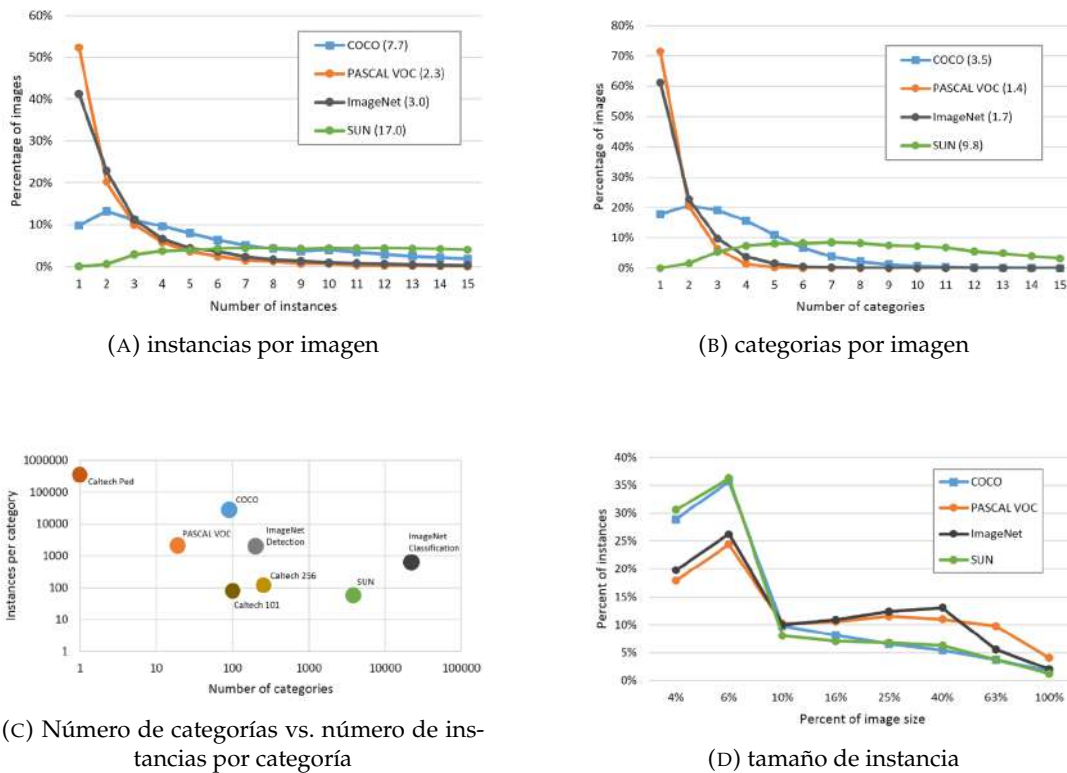 60%
50%
40%
30%
20%
10%
0%
Percentage of images
COCO (7.7)
PASCAL VOC (2.3)
ImageNet (3.0)
SUN (17.0)
1 2 3 4 5 6 7 8 9 10 11 12 13 14 15
Number of instances
(A) instancias por imagen
80%
70%
60%
50%
40%
30%
20%
10%
0%
Percentage of images
COCO (3.5)
PASCAL VOC (1.4)
ImageNet (1.7)
SUN (9.8)
1 2 3 4 5 6 7 8 9 10 11 12 13 14 15
Number of categories
(B) categorias por imagen
1000000
100000
10000
1000
100
10
1
Instances per category
Caltech Ped
COCO
PASCAL VOC
ImageNet
Detection
ImageNet
Classification
Caltech 256
Caltech 101
SUN
1 10 100 1000 10000 100000
Number of categories
(C) Número de categorías vs. número de ins-
tancias por categoría
40%
35%
30%
25%
20%
15%
10%
5%
0%
Percent of instances
COCO
PASCAL VOC
ImageNet
SUN
4% 6% 10% 16% 25% 40% 63% 100%
Percent of image size
(D) tamaño de instancia